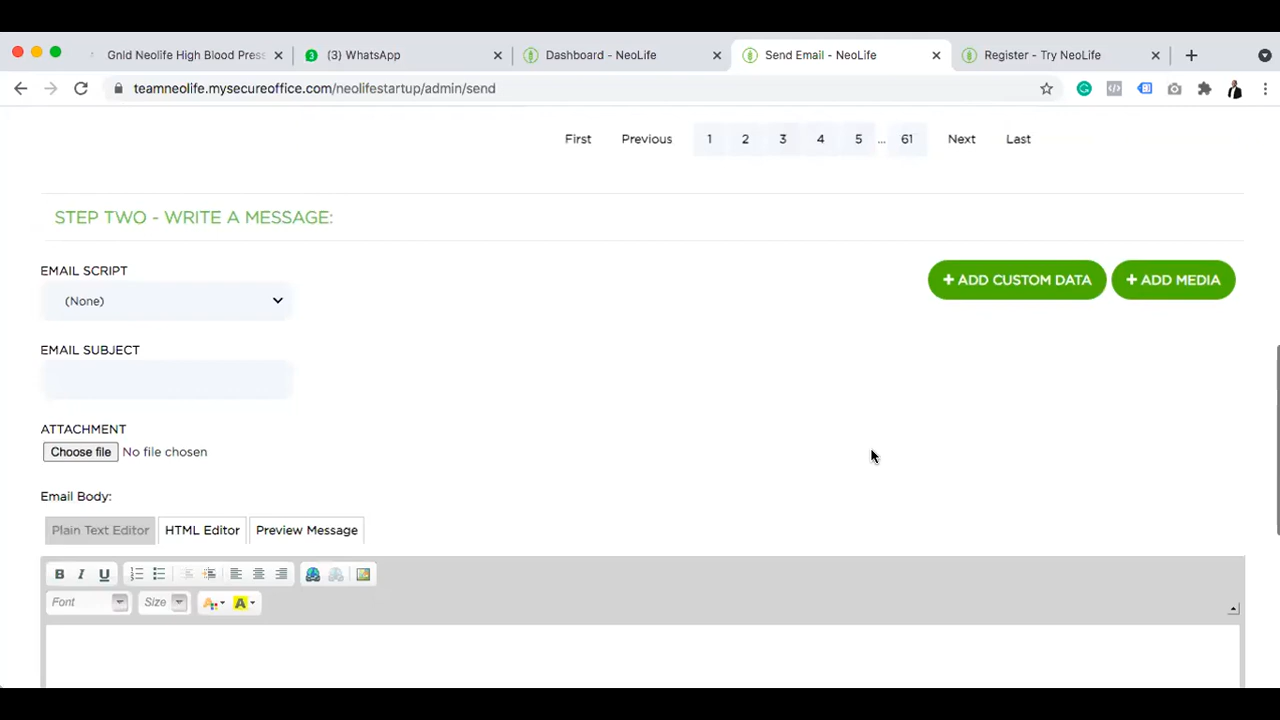 Gnld Neolife High Blood Press
3 (3) WhatsApp
Dashboard - NeoLife
Send Email - NeoLife
Register - Try NeoLife
teamneolife.mysecureoffice.com/neolifestartup/admin/send
First Previous 1 2 3 4 5 ... 61 Next Last
STEP TWO - WRITE A MESSAGE:
EMAIL SCRIPT
+ ADD CUSTOM DATA + ADD MEDIA
(None)
EMAIL SUBJECT
ATTACHMENT
Choose file No file chosen
Email Body:
Plain Text Editor HTML Editor Preview Message
B I U
Font Size A A